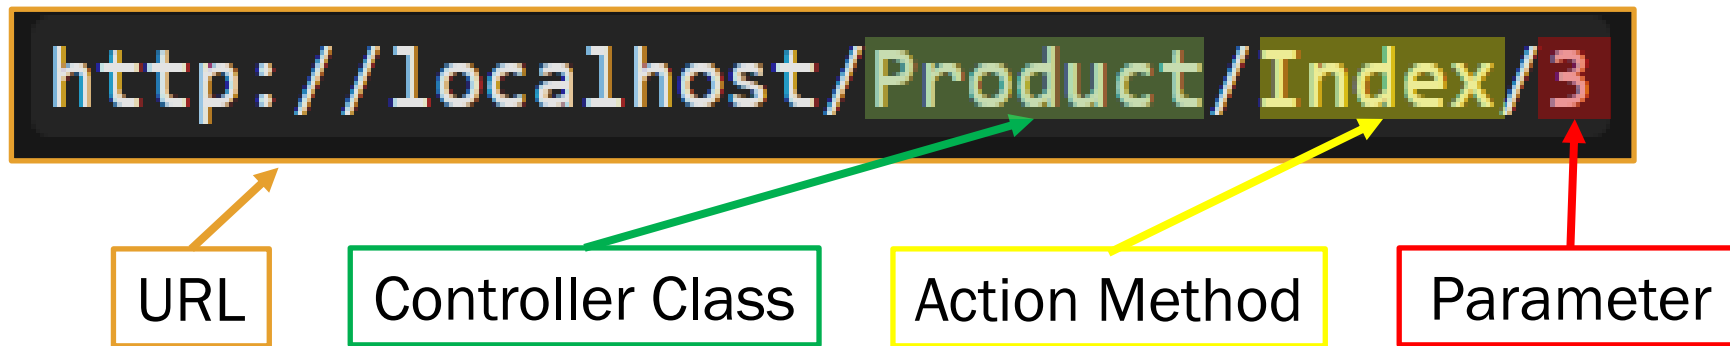 http://localhost/Product/Index/3
URL
Controller Class
Action Method
Parameter